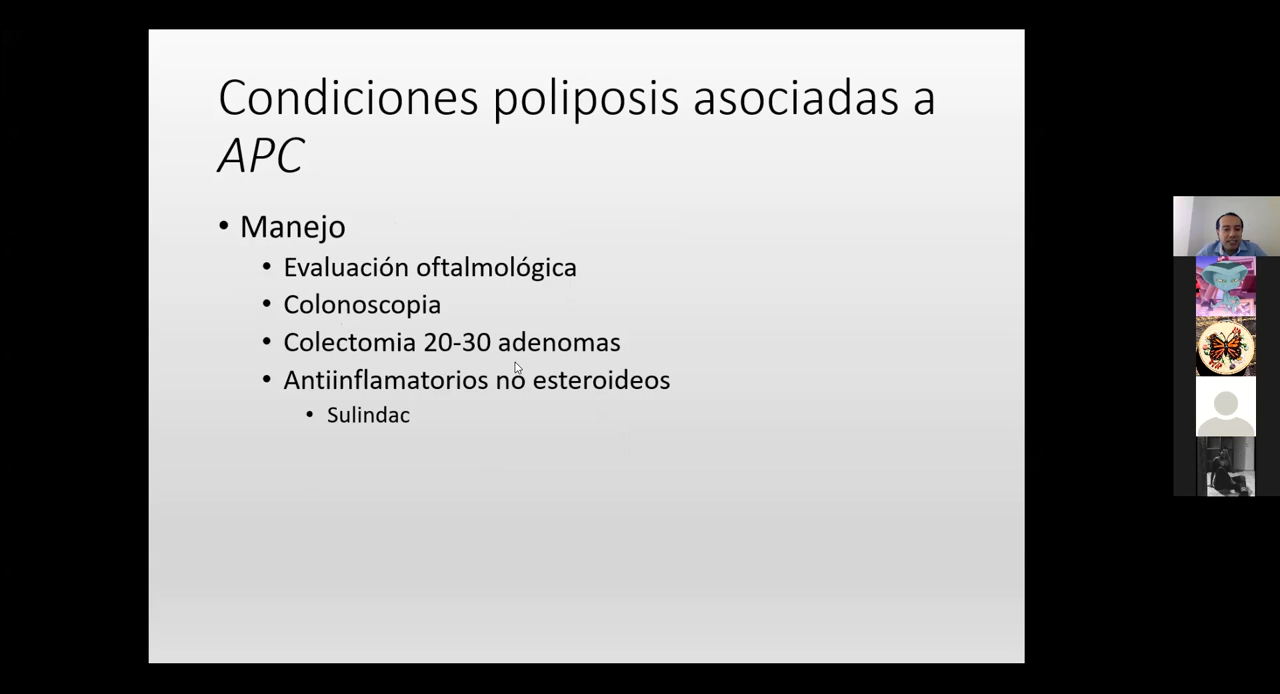 Condiciones poliposis asociadas a
APC
• Manejo
• Evaluación oftalmológica
• Colonoscopia
• Colectomia 20-30 adenomas
• Antiinflamatorios no esteroideos
• Sulindac